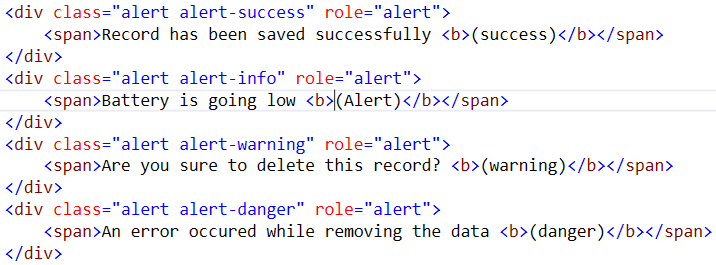 <div class="alert alert-success" role="alert">
    <span>Record has been saved successfully <b>(success)</b></span>
</div>
<div class="alert alert-info" role="alert">
    <span>Battery is going low <b>(Alert)</b></span>
</div>
<div class="alert alert-warning" role="alert">
    <span>Are you sure to delete this record? <b>(warning)</b></span>
</div>
<div class="alert alert-danger" role="alert">
    <span>An error occured while removing the data <b>(danger)</b></span>
</div>